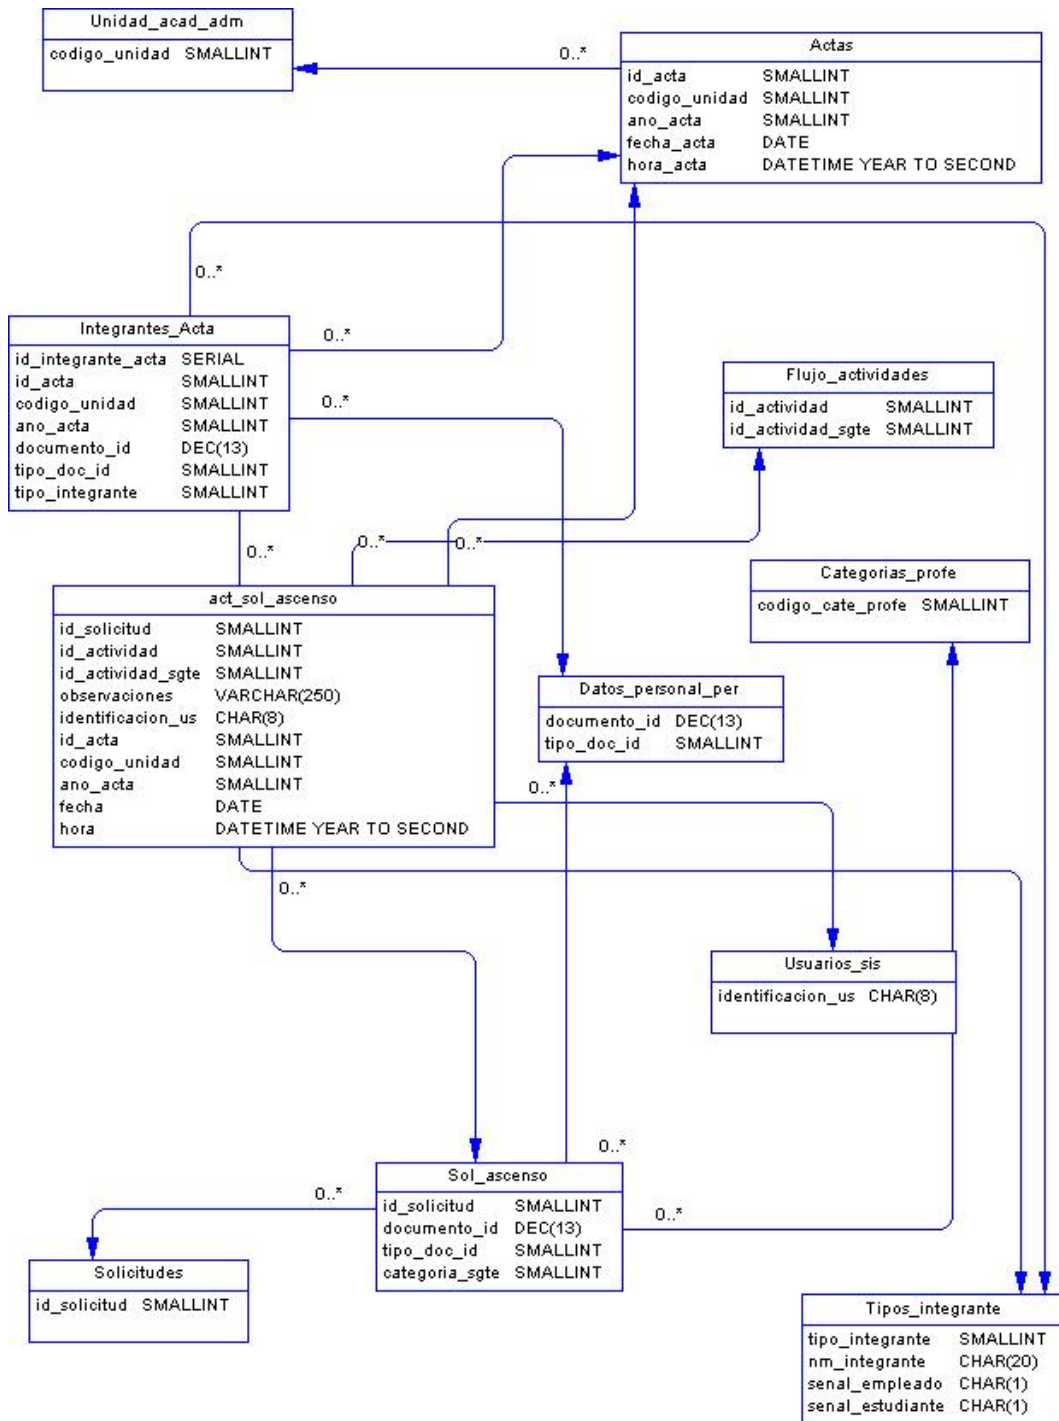 Unidad_acad_adm
codigo_unidad SMALLINT
0..*
Actas
id_acta SMALLINT
codigo_unidad SMALLINT
ano_acta SMALLINT
fecha_acta DATE
hora_acta DATETIME YEAR TO SECOND
0..*
Integrantes_Acta
id_integrante_acta SERIAL
id_acta SMALLINT
codigo_unidad SMALLINT
ano_acta SMALLINT
documento_id DEC(13)
tipo_doc_id SMALLINT
tipo_integrante SMALLINT
0..*
0..*
Flujo_actividades
id_actividad SMALLINT
id_actividad_sgte SMALLINT
0..*
0..*
0..*
act_sol_ascenso
id_solicitud SMALLINT
id_actividad SMALLINT
id_actividad_sgte SMALLINT
observaciones VARCHAR(250)
identificacion_us CHAR(8)
id_acta SMALLINT
codigo_unidad SMALLINT
ano_acta SMALLINT
fecha DATE
hora DATETIME YEAR TO SECOND
Categorias_profe
codigo_cate_profe SMALLINT
Datos_personal_per
documento_id DEC(13)
tipo_doc_id SMALLINT
0..*
0..*
Usuarios_sis
identificacion_us CHAR(8)
0..*
Sol_ascenso
id_solicitud SMALLINT
documento_id DEC(13)
tipo_doc_id SMALLINT
categoria_sgte SMALLINT
0..*
0..*
Solicitudes
id_solicitud SMALLINT
Tipos_integrante
tipo_integrante SMALLINT
nm_integrante CHAR(20)
senal_empleado CHAR(1)
senal_estudiante CHAR(1)